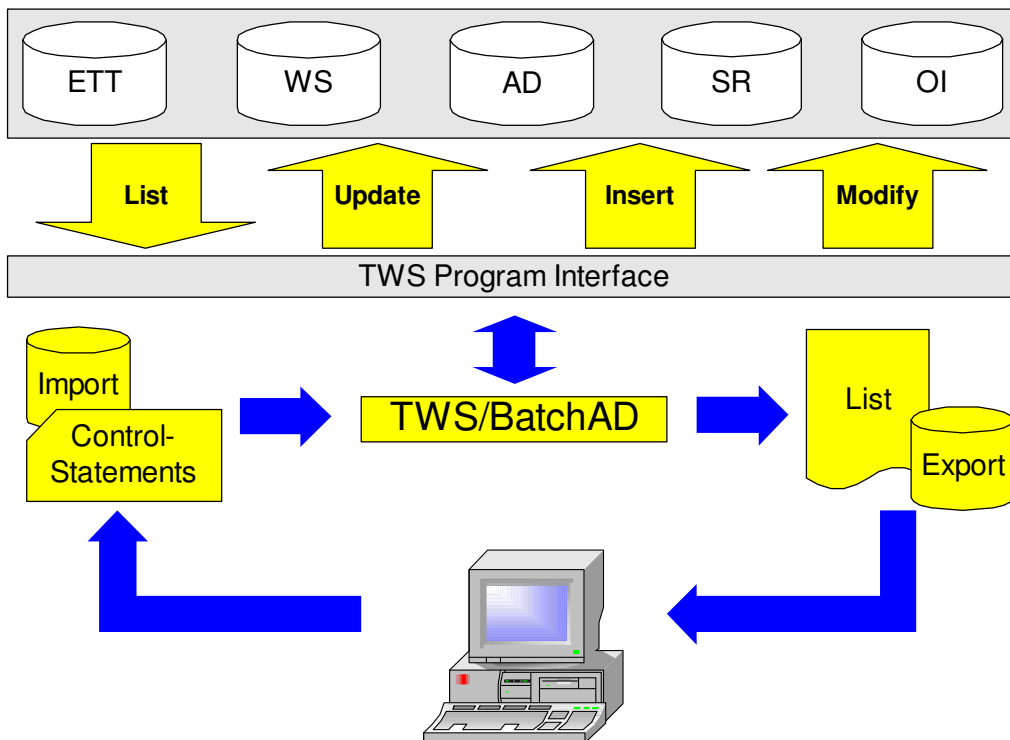 ETT
WS
AD
SR
OI
List
Update
Insert
Modify
TWS Program Interface
Import
Control-
Statements
TWS/BatchAD
List
Export